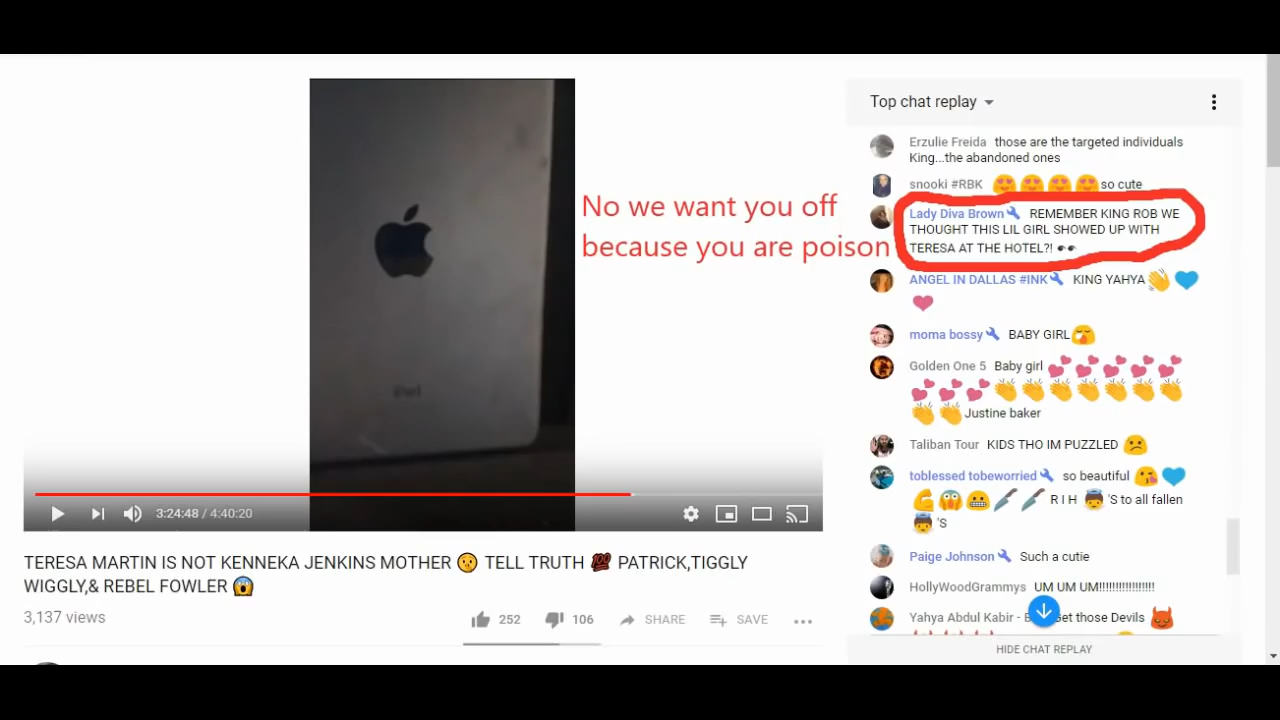 Top chat replay
Erzulie Freida those are the targeted individuals
King...the abandoned ones
snooki #RBK 😍😍😍😍 so cute
No we want you off
because you are poison
Lady Diva Brown REMEMBER KING ROB WE
THOUGHT THIS LIL GIRL SHOWED UP WITH
TERESA AT THE HOTEL?! 👀
ANGEL IN DALLAS #INK KING YAHYA👏💙
❤
moma bossy BABY GIRL😪
Golden One 5 Baby girl 💕💕💕💕💕
💕💕💕👏👏👏👏👏👏👏
👏👏Justine baker
Taliban Tour KIDS THO IM PUZZLED 😕
toblessed tobeworried so beautiful 😘💙
💪😱😬🔪🔪 R I H 👼 'S to all fallen
👼 'S
Paige Johnson Such a cutie
HollyWoodGrammys UM UM UM!!!!!!!!!!!!!!!!!
Yahya Abdul Kabir - Get those Devils 👿
HIDE CHAT REPLAY
iPad
3:24:48 / 4:40:20
TERESA MARTIN IS NOT KENNEKA JENKINS MOTHER 🤫 TELL TRUTH 💯 PATRICK,TIGGLY
WIGGLY,& REBEL FOWLER 😱
3,137 views
252 106 SHARE SAVE